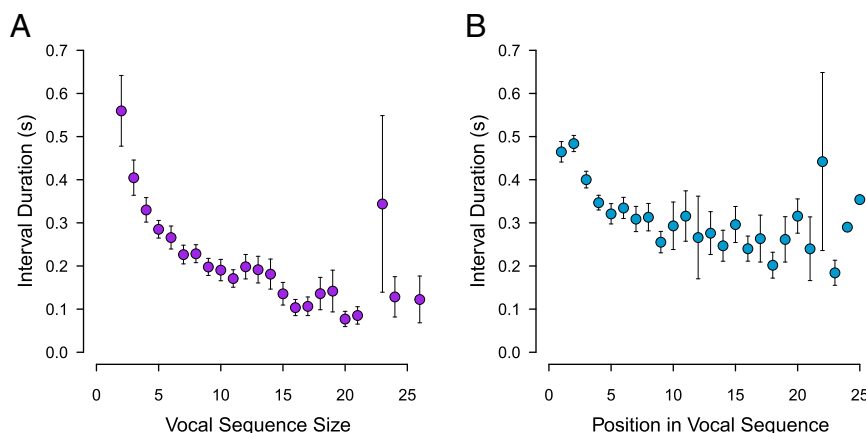 A
B
0.7
0.6
0.5
0.4
0.3
0.2
0.1
0.0
Interval Duration (s)
0 5 10 15 20 25
Vocal Sequence Size
0.7
0.6
0.5
0.4
0.3
0.2
0.1
0.0
Interval Duration (s)
0 5 10 15 20 25
Position in Vocal Sequence